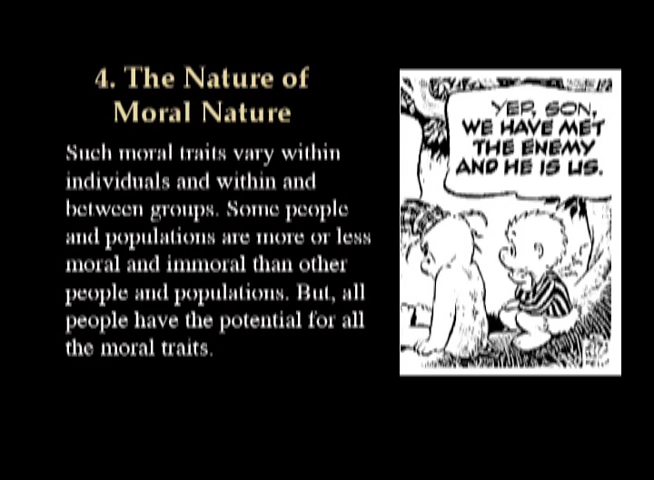 4. The Nature of
Moral Nature
Such moral traits vary within
individuals and within and
between groups. Some people
and populations are more or less
moral and immoral than other
people and populations. But, all
people have the potential for all
the moral traits.
YEP, SON,
WE HAVE MET
THE ENEMY
AND HE IS US.